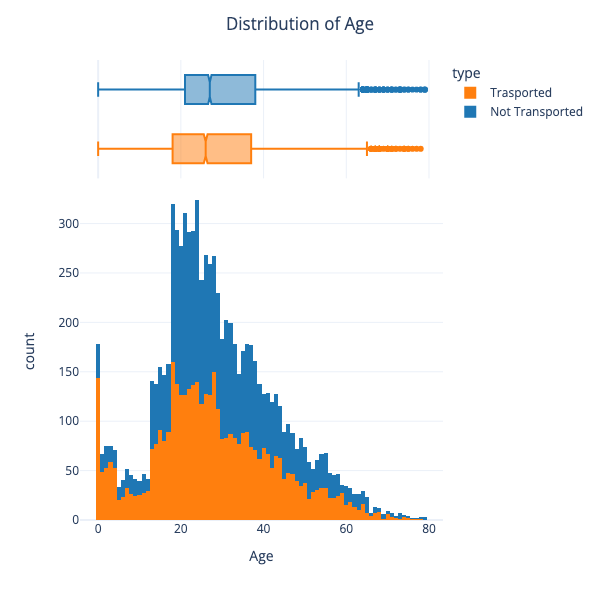 Distribution of Age
type
Trasported
Not Transported
300
250
200
150
100
50
0
count
0 20 40 60 80
Age